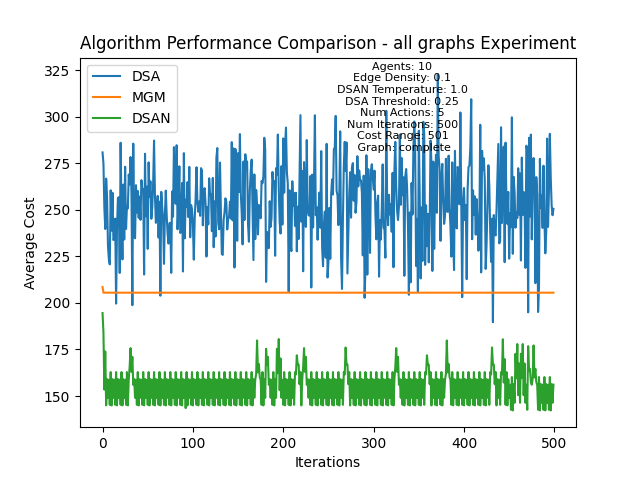 Algorithm Performance Comparison - all graphs Experiment
DSA
MGM
DSAN
Agents: 10
Edge Density: 0.1
DSAN Temperature: 1.0
DSA Threshold: 0.25
Num Actions: 5
Num Iterations: 500
Cost Range: 501
Graph: complete
Average Cost
325
300
275
250
225
200
175
150
0
100
200
300
400
500
Iterations